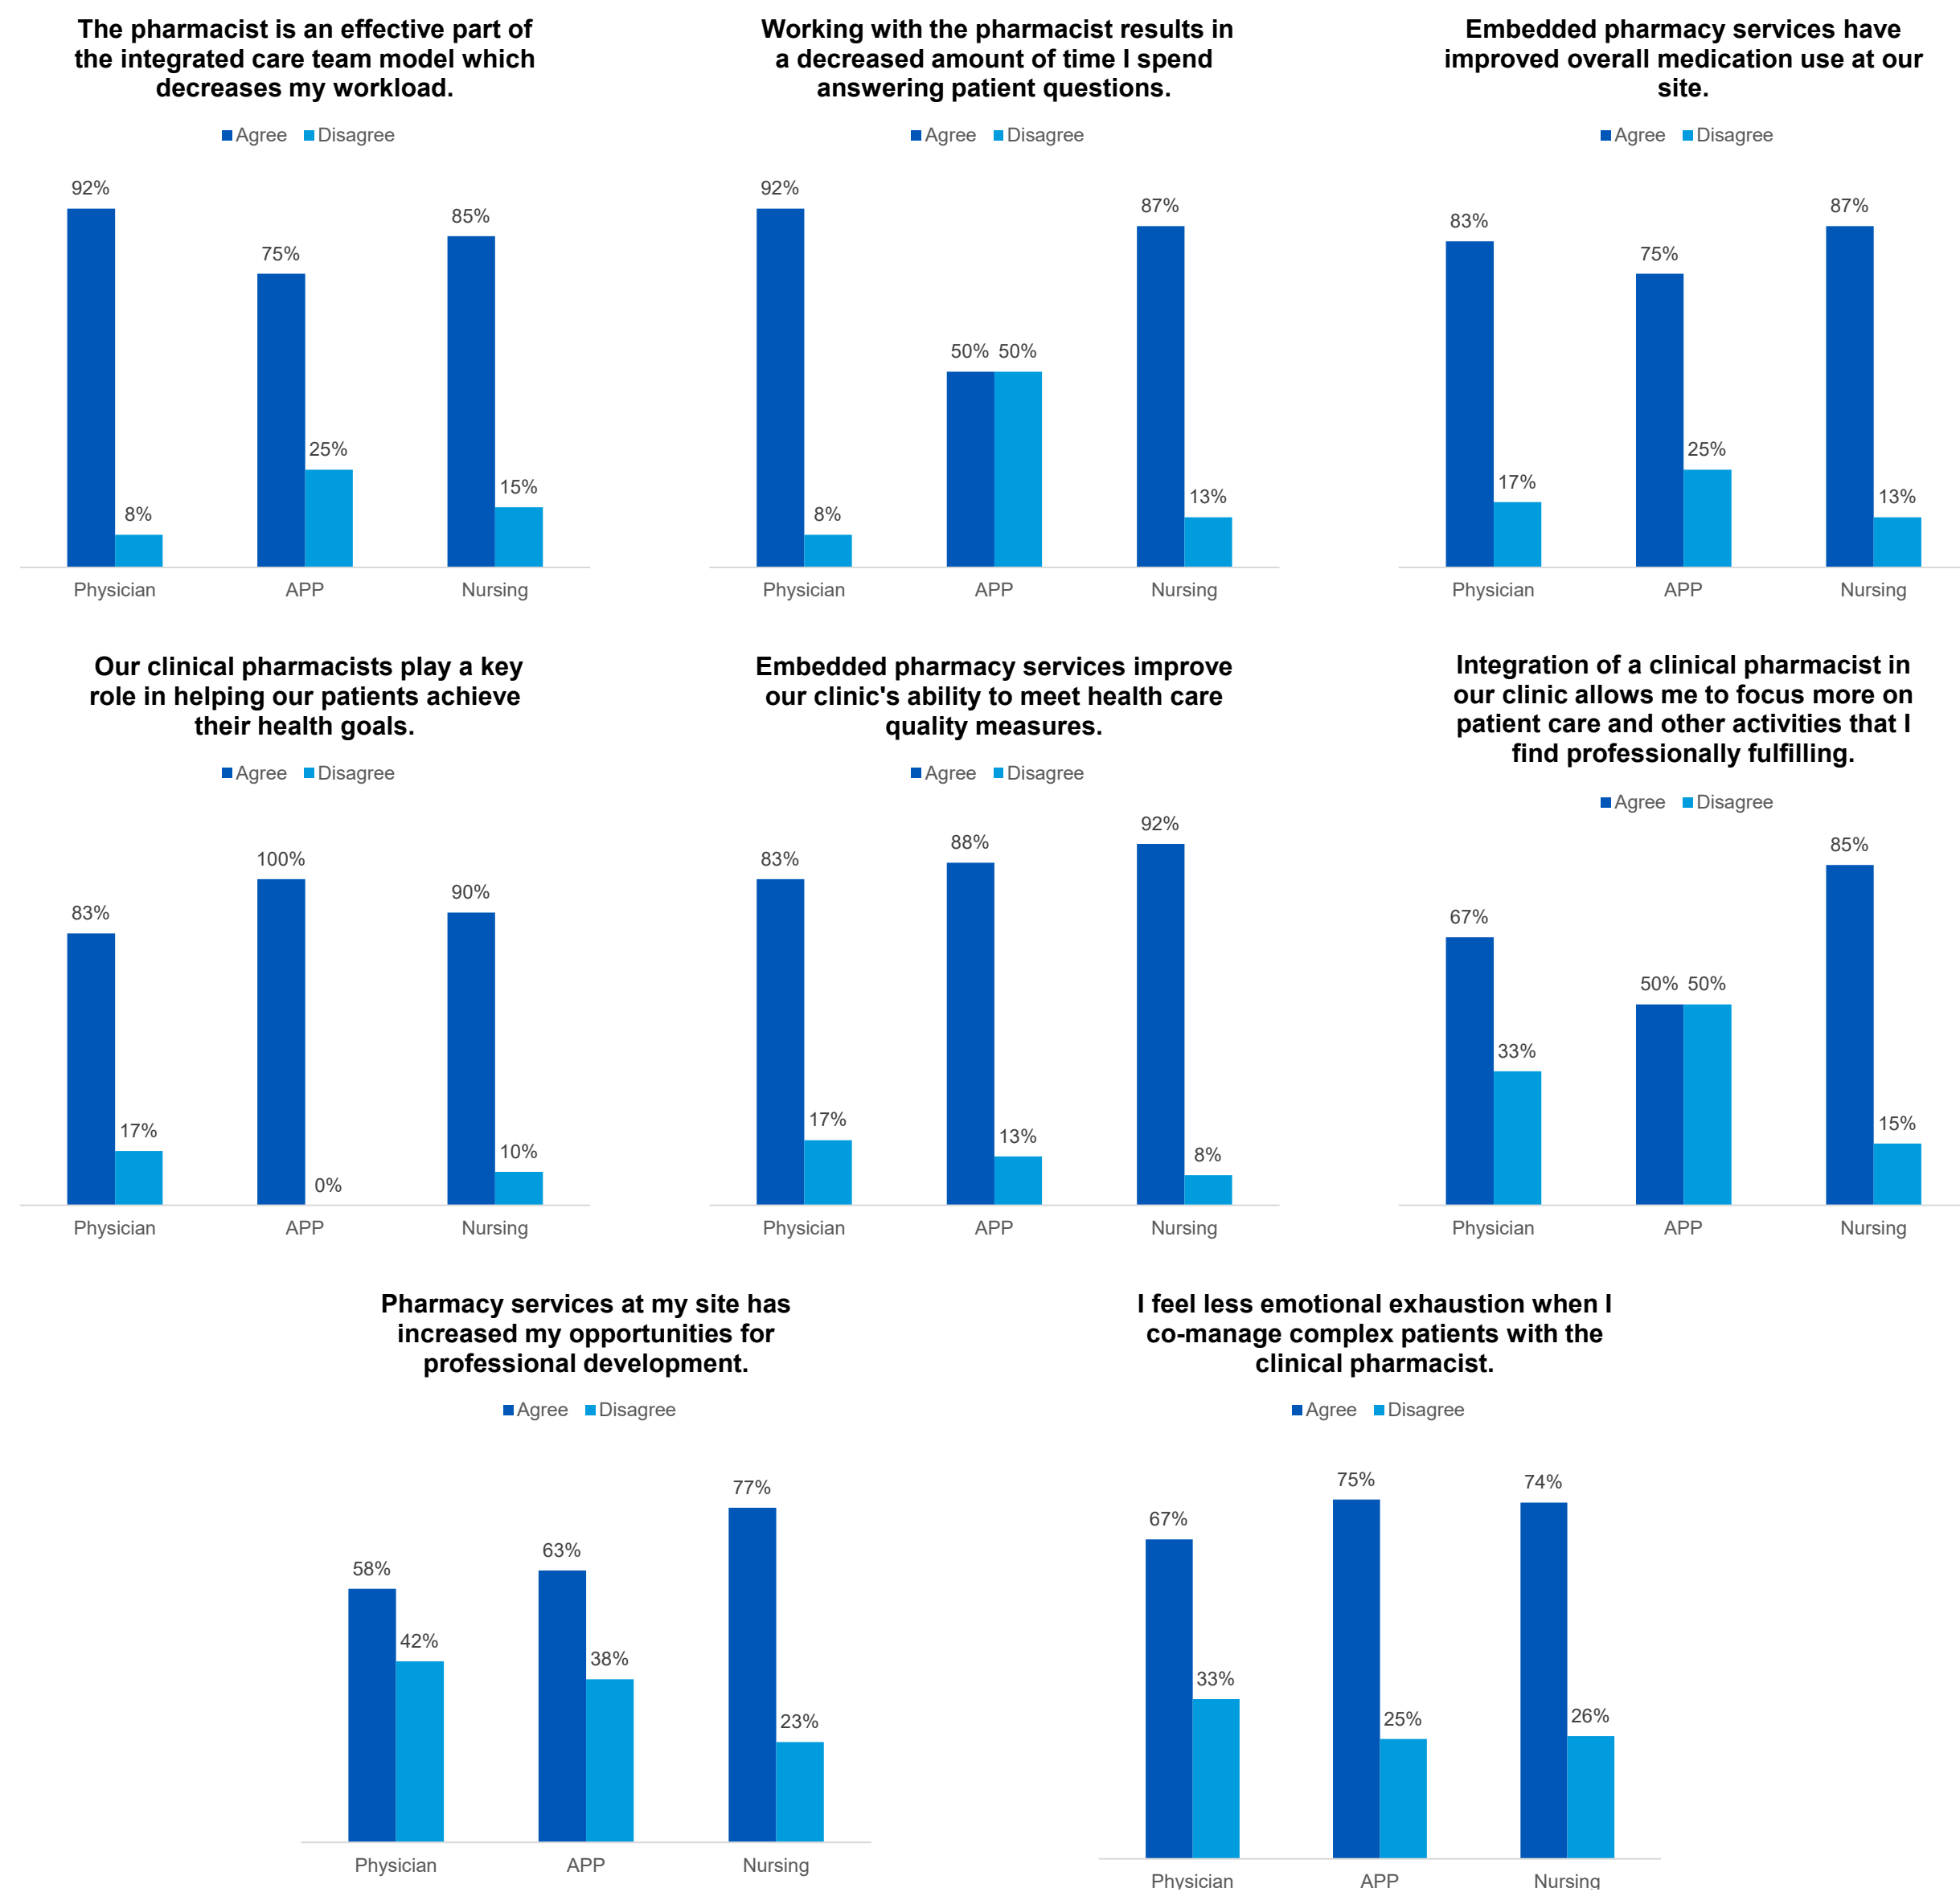 The pharmacist is an effective part of
the integrated care team model which
decreases my workload.
Agree Disagree
92%
8%
75%
25%
85%
15%
Physician APP Nursing
Working with the pharmacist results in
a decreased amount of time I spend
answering patient questions.
Agree Disagree
92%
8%
50% 50%
87%
13%
Physician APP Nursing
Embedded pharmacy services have
improved overall medication use at our
site.
Agree Disagree
83%
17%
75%
25%
87%
13%
Physician APP Nursing
Our clinical pharmacists play a key
role in helping our patients achieve
their health goals.
Agree Disagree
83%
17%
100%
0%
90%
10%
Physician APP Nursing
Embedded pharmacy services improve
our clinic's ability to meet health care
quality measures.
Agree Disagree
83%
17%
88%
13%
92%
8%
Physician APP Nursing
Integration of a clinical pharmacist in
our clinic allows me to focus more on
patient care and other activities that I
find professionally fulfilling.
Agree Disagree
67%
33%
50% 50%
85%
15%
Physician APP Nursing
Pharmacy services at my site has
increased my opportunities for
professional development.
Agree Disagree
58%
42%
63%
38%
77%
23%
Physician APP Nursing
I feel less emotional exhaustion when I
co-manage complex patients with the
clinical pharmacist.
Agree Disagree
67%
33%
75%
25%
74%
26%
Physician APP Nursing